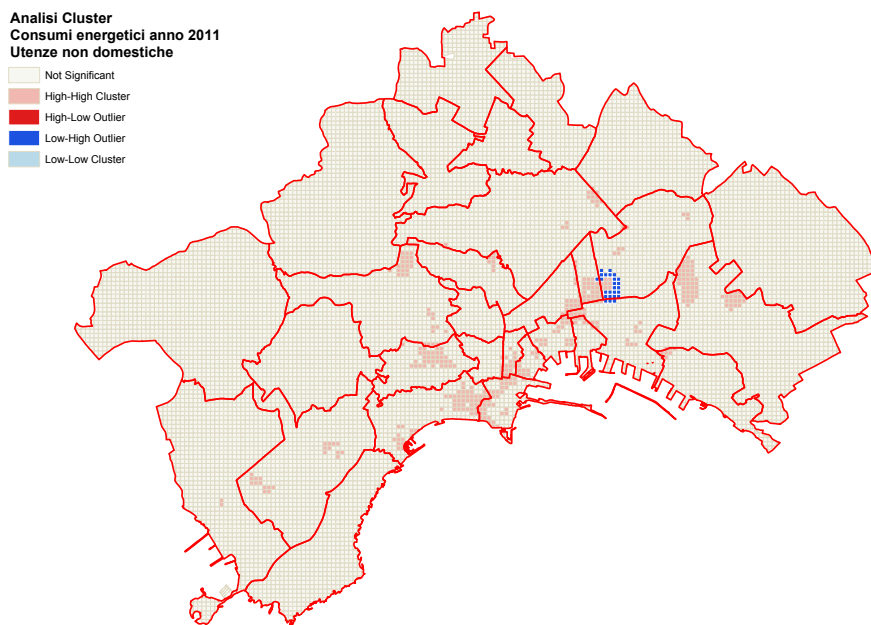 Analisi Cluster
Consumi energetici anno 2011
Utenze non domestiche
Not Significant
High-High Cluster
High-Low Outlier
Low-High Outlier
Low-Low Cluster